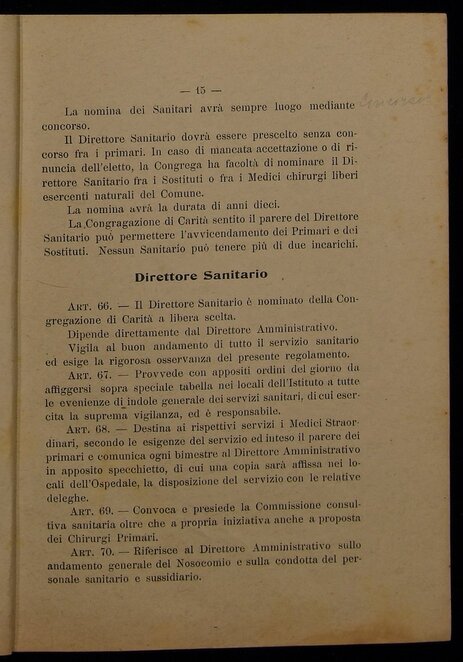 — 15 —
La nomina dei Sanitari avrà sempre luogo mediante
concorso.
Il Direttore Sanitario dovrà essere prescelto senza con-
corso fra i primari. In caso di mancata accettazione o di ri-
nuncia dell'eletto, la Congrega ha facoltà di nominare il Di-
rettore Sanitario fra i Sostituti o fra i Medici chirurgi liberi
esercenti naturali del Comune.
La nomina avrà la durata di anni dieci.
La Congragazione di Carità sentito il parere del Direttore
Sanitario può permettere l'avvicendamento dei Primari e dei
Sostituti. Nessun Sanitario può tenere più di due incarichi.
Direttore Sanitario
ART. 66. — Il Direttore Sanitario è nominato della Con-
gregazione di Carità a libera scelta.
Dipende direttamente dal Direttore Amministrativo.
Vigila al buon andamento di tutto il servizio sanitario
ed esige la rigorosa osservanza del presente regolamento.
ART. 67. — Provvede con appositi ordini del giorno da
affiggersi sopra speciale tabella nei locali dell'Istituto a tutte
le evenienze di indole generale dei servizi sanitari, di cui eser-
cita la suprema vigilanza, ed è responsabile.
ART. 68. — Destina ai rispettivi servizi i Medici Straor-
dinari, secondo le esigenze del servizio ed inteso il parere dei
primari e comunica ogni bimestre al Direttore Amministrativo
in apposito specchietto, di cui una copia sarà affissa nei lo-
cali dell'Ospedale, la disposizione del servizio con le relative
deleghe.
ART. 69. — Convoca e presiede la Commissione consul-
tiva sanitaria oltre che a propria iniziativa anche a proposta
dei Chirurgi Primari.
ART. 70. — Riferisce al Direttore Amministrativo sullo
andamento generale del Nosocomio e sulla condotta del per-
sonale sanitario e sussidiario.